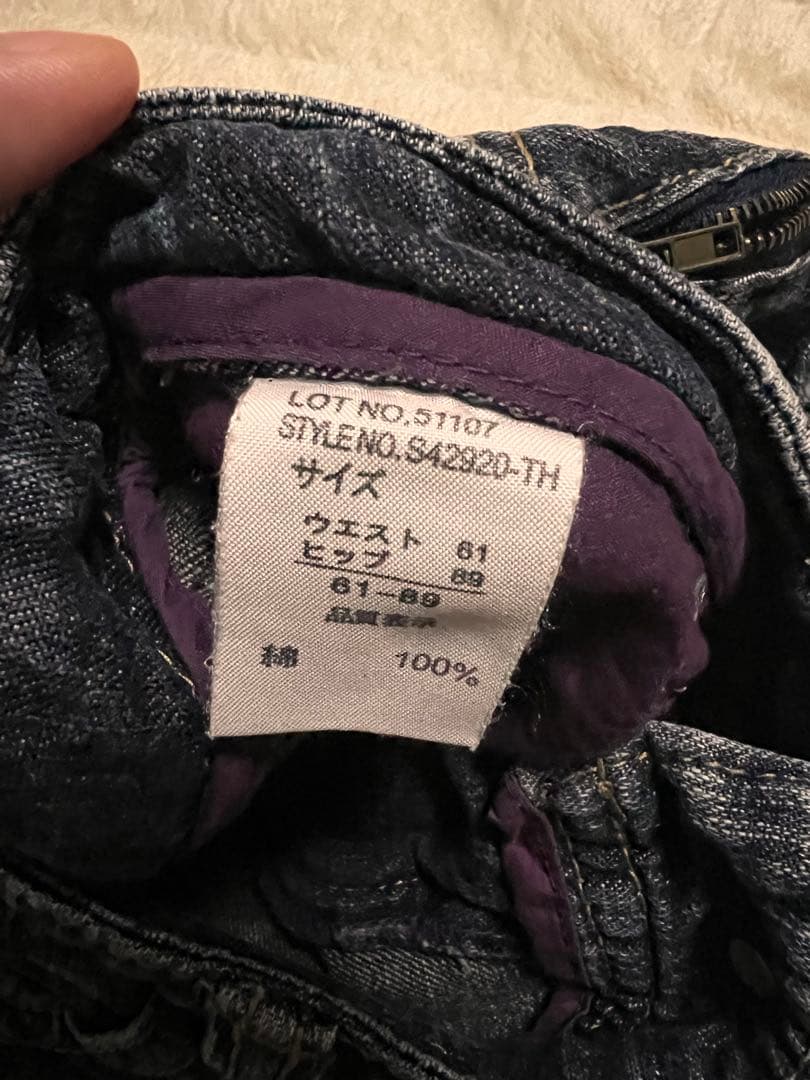 LOT NO.51107
STYLE NO.S42920-TH
サイズ
ウエスト 61
ヒップ 89
61-89
品質表示
綿 100%